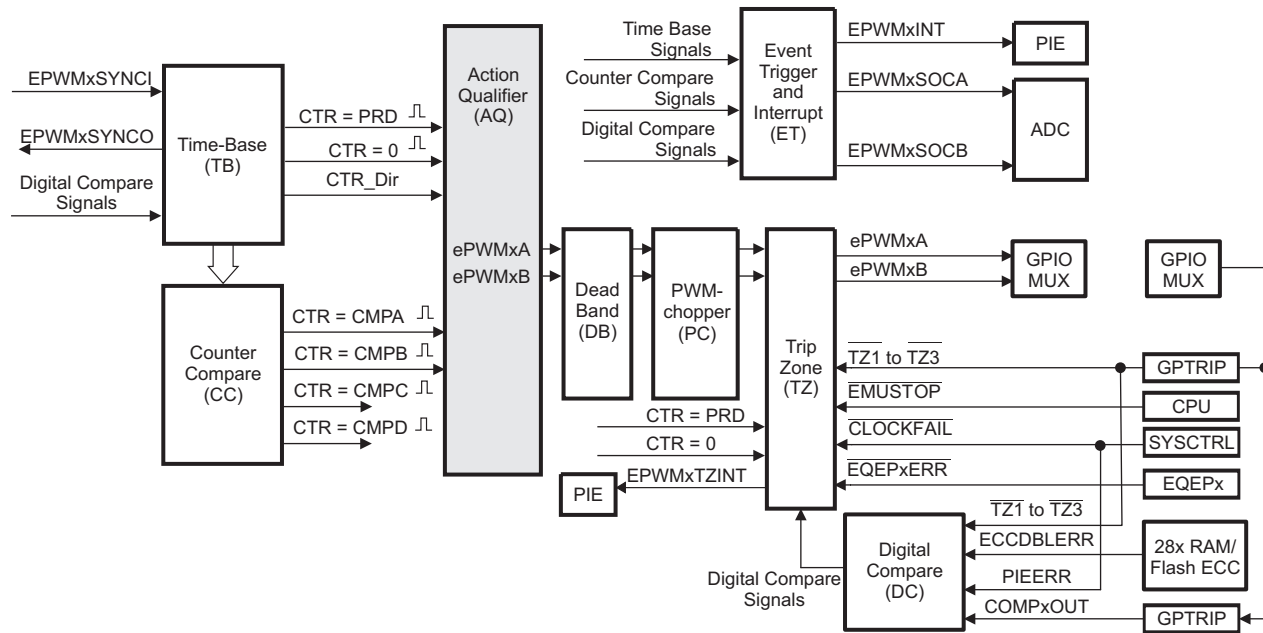 EPWMxSYNCI
EPWMxSYNCO
Digital Compare
Signals
Time-Base
(TB)
CTR = PRD
CTR = 0
CTR_Dir
Counter
Compare
(CC)
CTR = CMPA
CTR = CMPB
CTR = CMPC
CTR = CMPD
Action
Qualifier
(AQ)
ePWMxA
ePWMxB
Time Base
Signals
Counter Compare
Signals
Digital Compare
Signals
Event
Trigger
and
Interrupt
(ET)
EPWMxINT
EPWMxSOCA
EPWMxSOCB
PIE
ADC
Dead
Band
(DB)
PWM-
chopper
(PC)
Trip
Zone
(TZ)
ePWMxA
ePWMxB
GPIO
MUX
GPIO
MUX
TZ1 to TZ3
EMUSTOP
CLOCKFAIL
EQEPxERR
GPTRIP
CPU
SYSCTRL
EQEPx
CTR = PRD
CTR = 0
EPWMxTZINT
PIE
Digital Compare
Signals
Digital
Compare
(DC)
TZ1 to TZ3
ECCDBLERR
PIEERR
COMPxOUT
28x RAM/
Flash ECC
GPTRIP